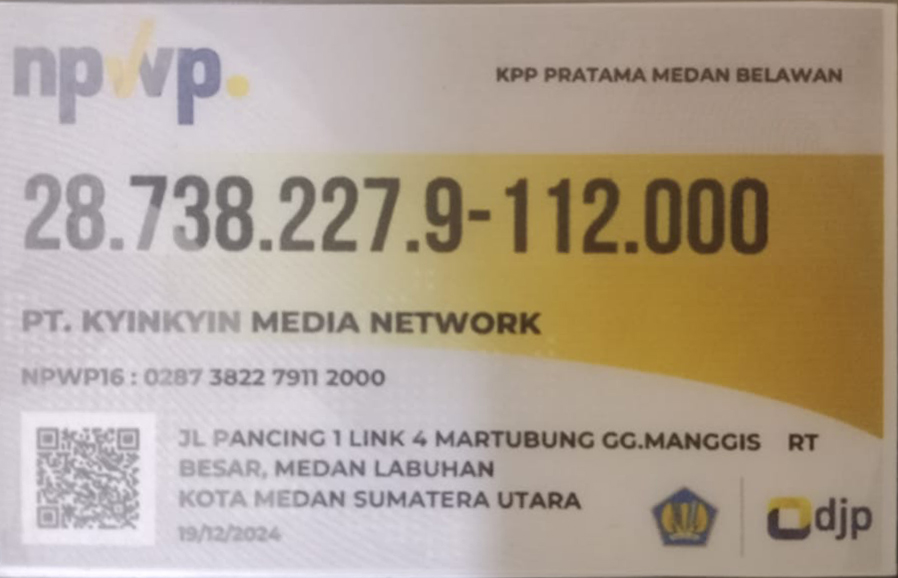 npwp.
KPP PRATAMA MEDAN BELAWAN
28.738.227.9-112.000
PT. KYINKYIN MEDIA NETWORK
NPWP16 : 0287 3822 7911 2000
JL PANCING 1 LINK 4 MARTUBUNG GG.MANGGIS RT
BESAR, MEDAN LABUHAN
KOTA MEDAN SUMATERA UTARA
19/12/2024
djp